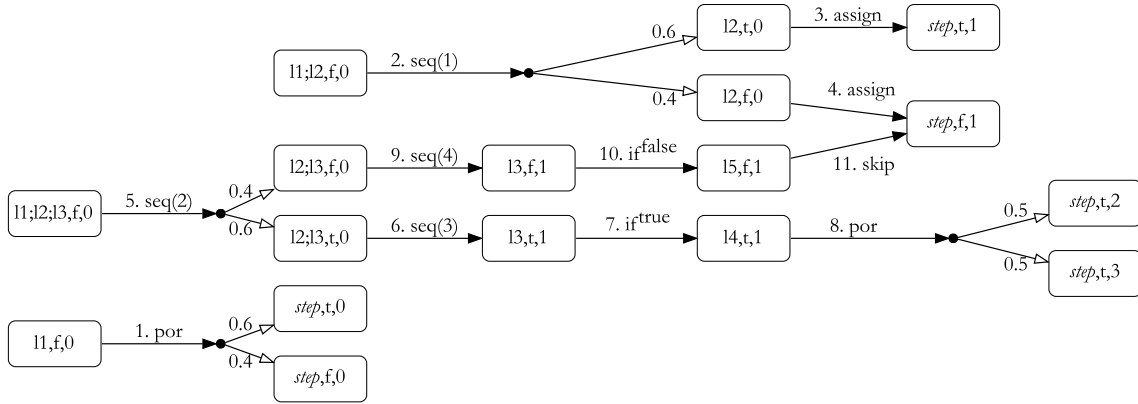 l1;l2,f,0
2. seq(1)
0.6
0.4
l2,t,0
3. assign
step,t,1
l2,f,0
4. assign
step,f,1
l1;l2;l3,f,0
5. seq(2)
0.4
0.6
l2;l3,f,0
9. seq(4)
l3,f,1
10. if^false
l5,f,1
11. skip
l2;l3,t,0
6. seq(3)
l3,t,1
7. if^true
l4,t,1
8. por
0.5
0.5
step,t,2
step,t,3
l1,f,0
1. por
0.6
0.4
step,t,0
step,f,0